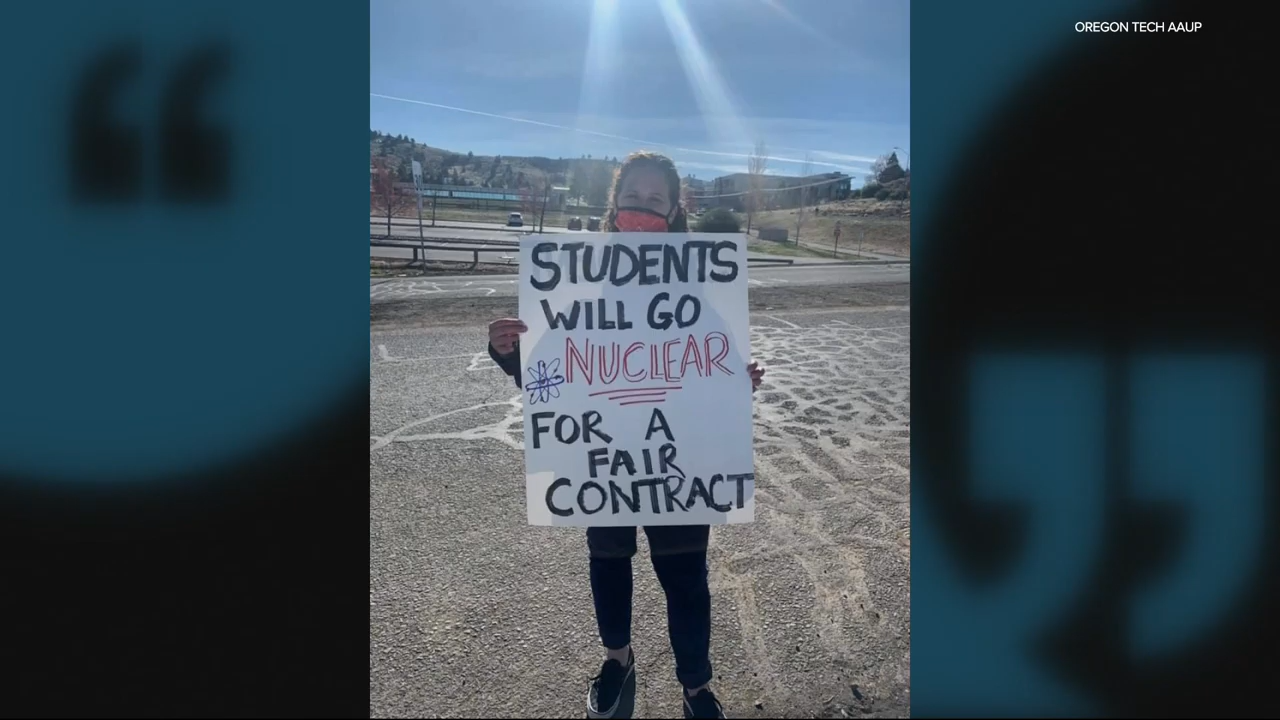 OREGON TECH AAUP
STUDENTS
WILL GO
NUCLEAR
FOR A
FAIR
CONTRACT